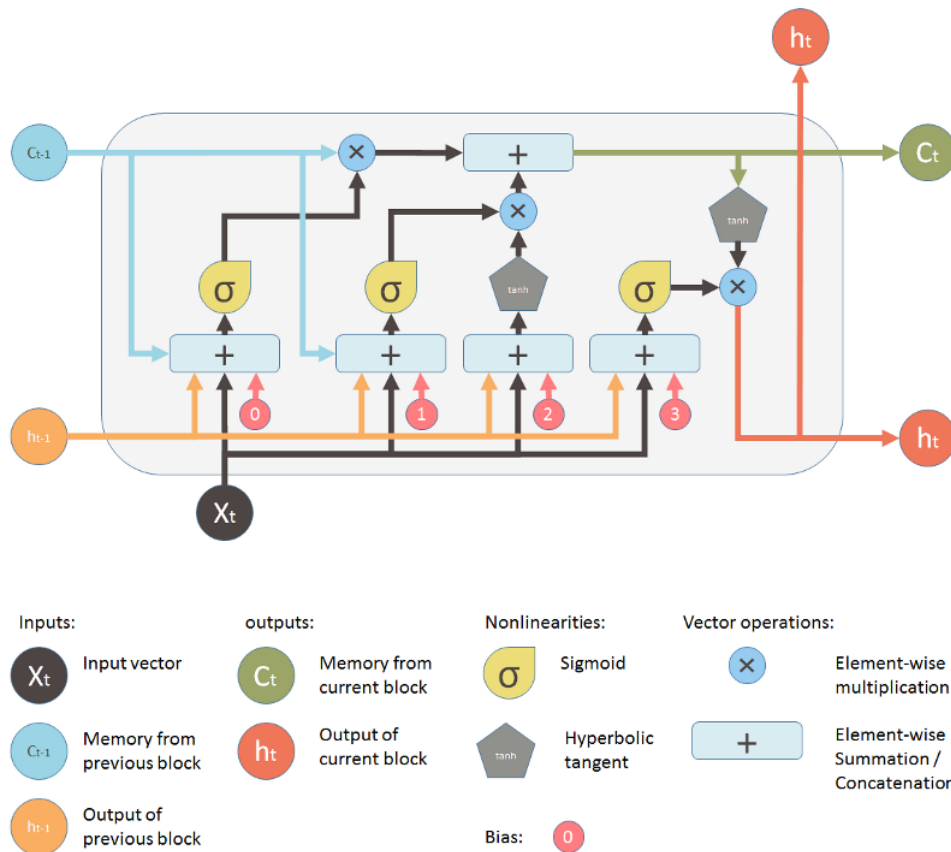 ht
Ct-1
×
+
Ct
tanh
×
σ
σ
tanh
σ
×
+
+
+
+
0
1
2
3
ht-1
ht
Xt
Inputs:
outputs:
Nonlinearities:
Vector operations:
Xt
Input vector
Ct
Memory from
current block
σ
Sigmoid
×
Element-wise
multiplication
Ct-1
Memory from
previous block
ht
Output of
current block
tanh
Hyperbolic
tangent
+
Element-wise
Summation /
Concatenation
ht-1
Output of
previous block
Bias:
0